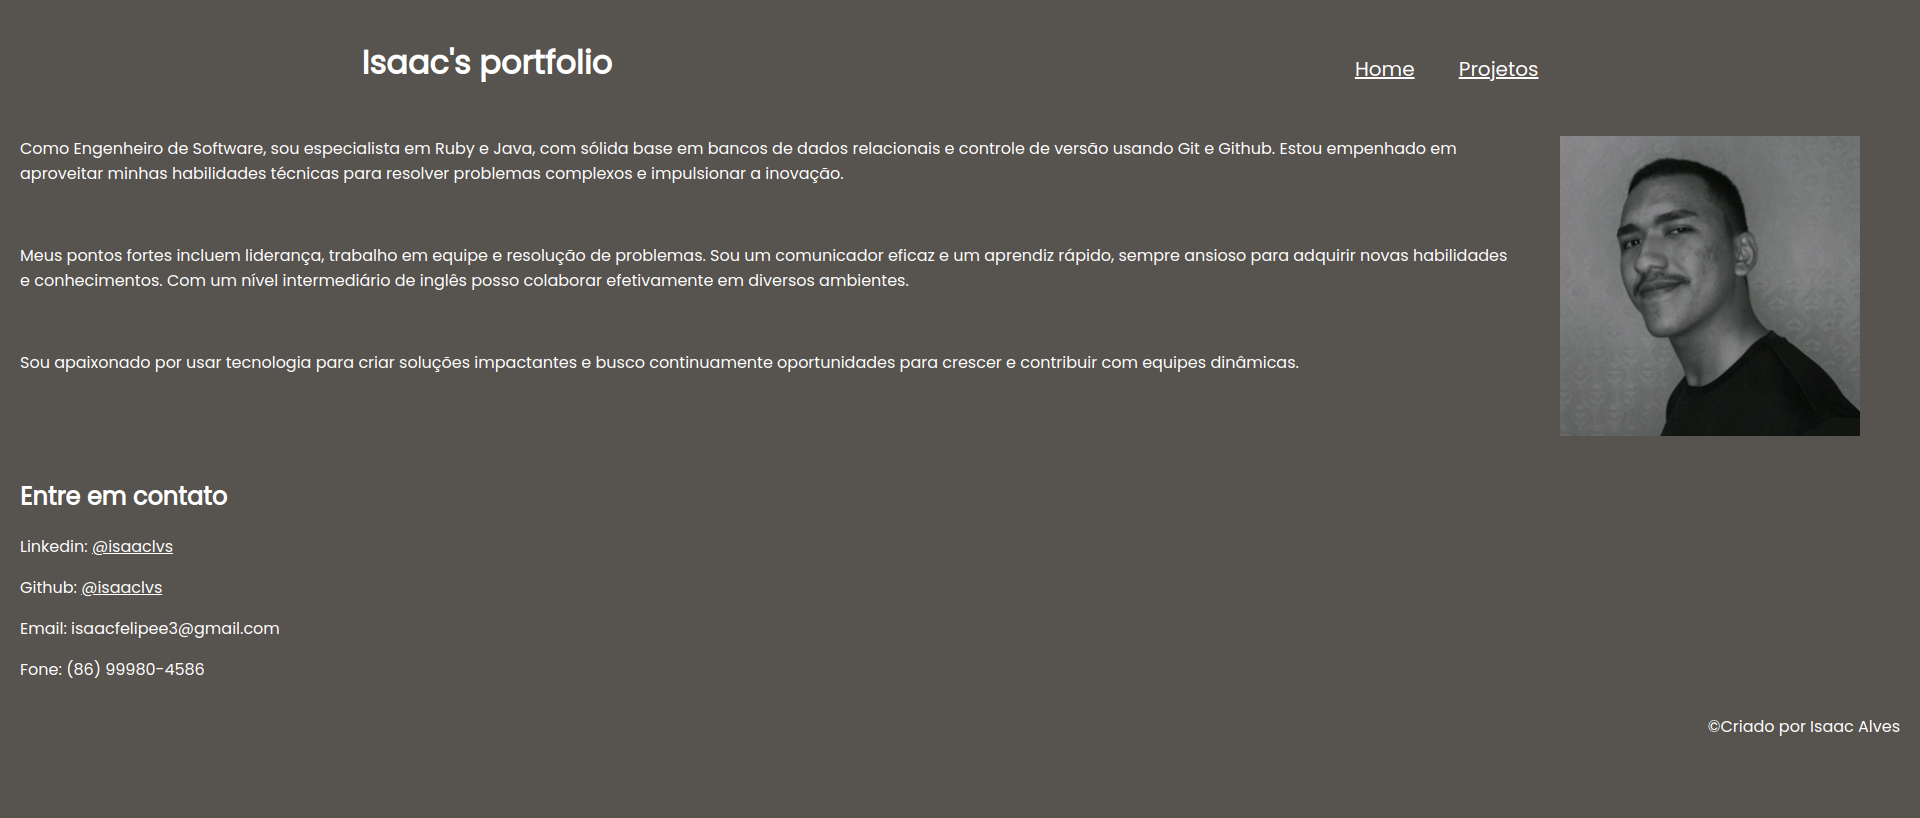 Isaac's portfolio
Home Projetos
Como Engenheiro de Software, sou especialista em Ruby e Java, com sólida base em bancos de dados relacionais e controle de versão usando Git e Github. Estou empenhado em
aproveitar minhas habilidades técnicas para resolver problemas complexos e impulsionar a inovação.
Meus pontos fortes incluem liderança, trabalho em equipe e resolução de problemas. Sou um comunicador eficaz e um aprendiz rápido, sempre ansioso para adquirir novas habilidades
e conhecimentos. Com um nível intermediário de inglês posso colaborar efetivamente em diversos ambientes.
Sou apaixonado por usar tecnologia para criar soluções impactantes e busco continuamente oportunidades para crescer e contribuir com equipes dinâmicas.
Entre em contato
Linkedin: @isaaclvs
Github: @isaaclvs
Email: isaacfelipee3@gmail.com
Fone: (86) 99980-4586
©Criado por Isaac Alves